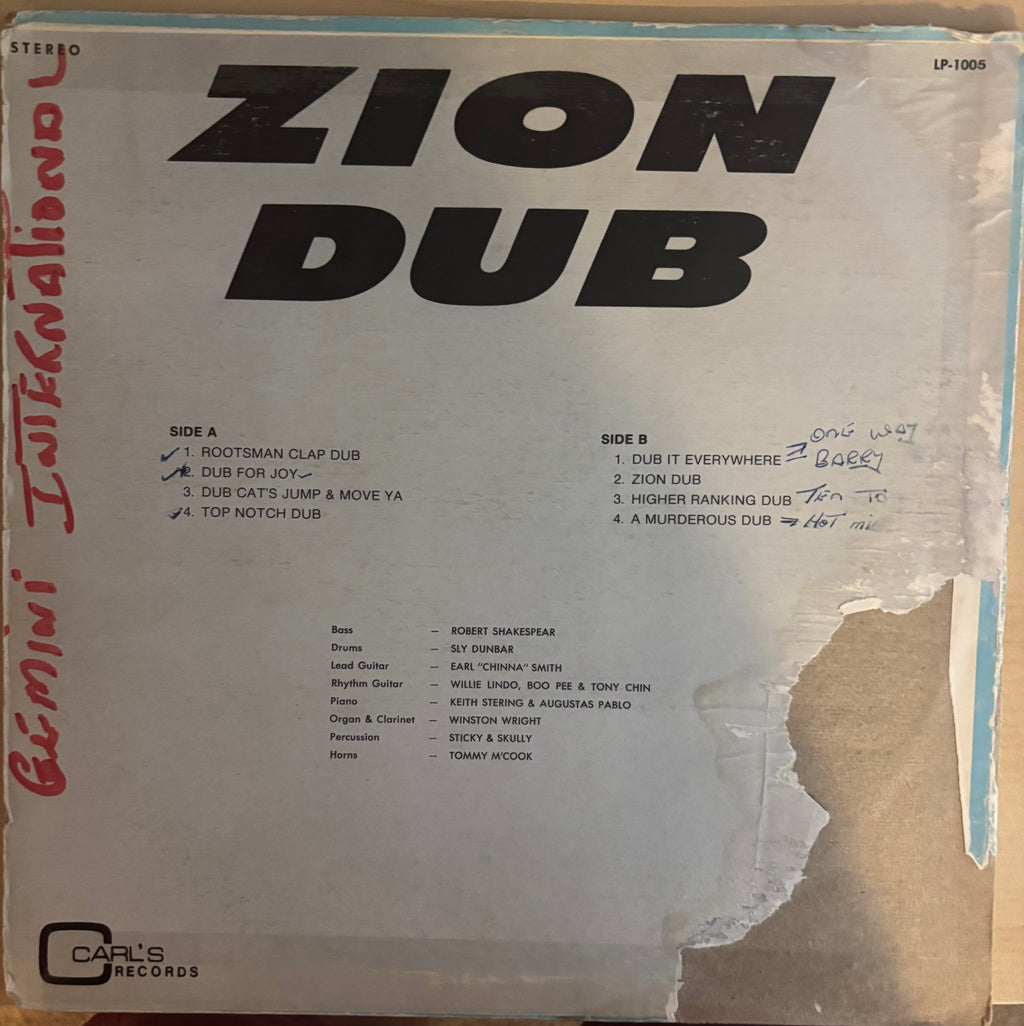 STEREO
LP-1005
ZION
DUB
GEMINI INTERNATIONAL
SIDE A
1. ROOTSMAN CLAP DUB
2. DUB FOR JOY
3. DUB CAT'S JUMP & MOVE YA
4. TOP NOTCH DUB
SIDE B
ONE WAY
1. DUB IT EVERYWHERE BARRY
2. ZION DUB
3. HIGHER RANKING DUB TEN TO
4. A MURDEROUS DUB HOT
Bass — ROBERT SHAKESPEAR
Drums — SLY DUNBAR
Lead Guitar — EARL "CHINNA" SMITH
Rhythm Guitar — WILLIE LINDO, BOO PEE & TONY CHIN
Piano — KEITH STERING & AUGUSTAS PABLO
Organ & Clarinet — WINSTON WRIGHT
Percussion — STICKY & SKULLY
Horns — TOMMY M'COOK
CARL'S
RECORDS